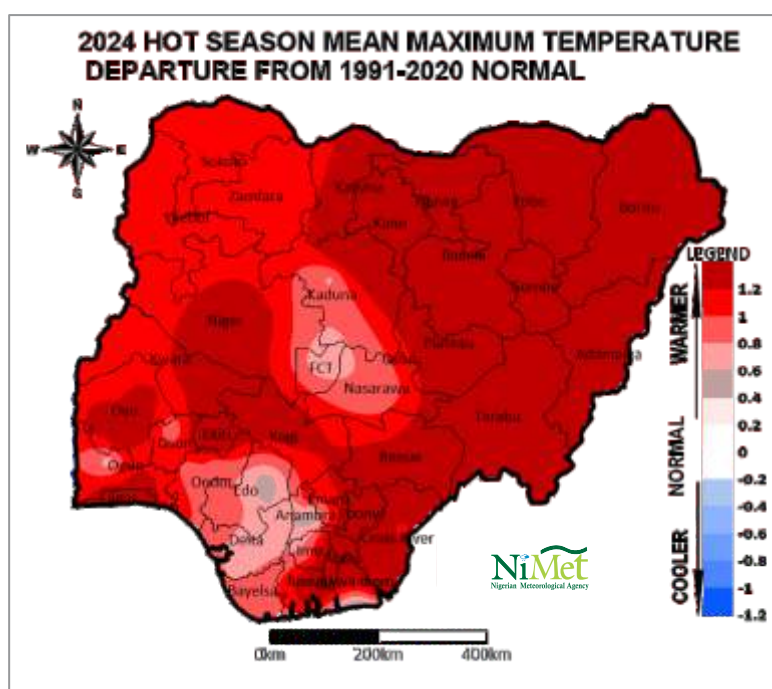 2024 HOT SEASON MEAN MAXIMUM TEMPERATURE
DEPARTURE FROM 1991-2020 NORMAL
N
W E
S
Sokoto
Zamfara
Kebbi
Katsina
Kano
Jigawa
Yobe
Borno
Bauchi
Gombe
Kaduna
Niger
Plateau
Adamawa
FCT
Nasarawa
Kwara
Taraba
Oyo
Osun
Ekiti
Kogi
Benue
Ogun
Lagos
Ondo
Edo
Enugu
Anambra
Ebonyi
Cross River
Delta
Imo
Bayelsa
LEGEND
WARMER
NORMAL
COOLER
1.2
1
0.8
0.6
0.4
0.2
0
-0.2
-0.4
-0.6
-0.8
-1
-1.2
NiMet
Nigerian Meteorological Agency
0km 200km 400km